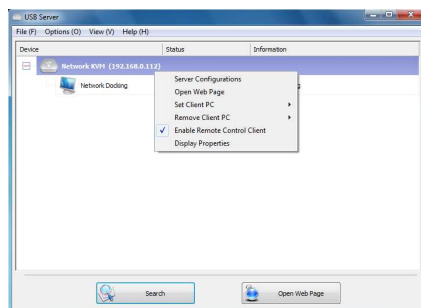 USB Server
File (F) Options (O) View (V) Help (H)
Device Status Information
Network KVM (192.168.0.112)
Network Docking
Server Configurations
Open Web Page
Set Client PC
Remove Client PC
Enable Remote Control Client
Display Properties
Search Open Web Page